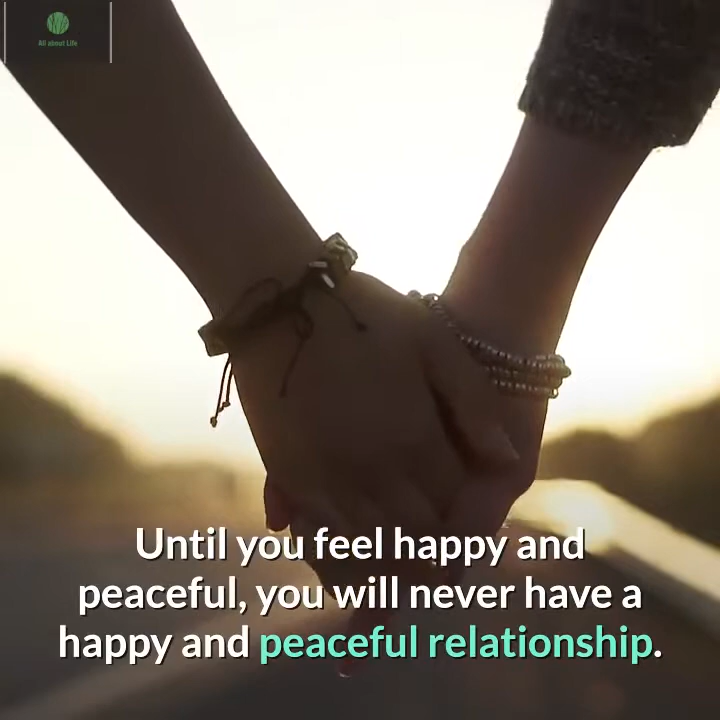 All about Life
Until you feel happy and
peaceful, you will never have a
happy and peaceful relationship.